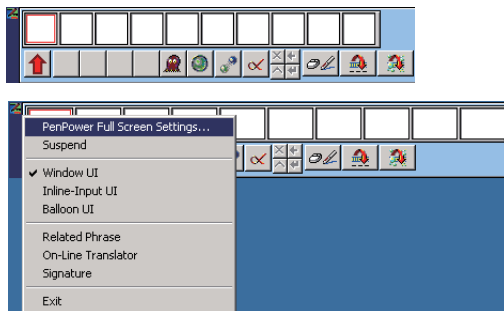 PenPower Full Screen Settings...
Suspend
Window UI
Inline-Input UI
Balloon UI
Related Phrase
On-Line Translator
Signature
Exit